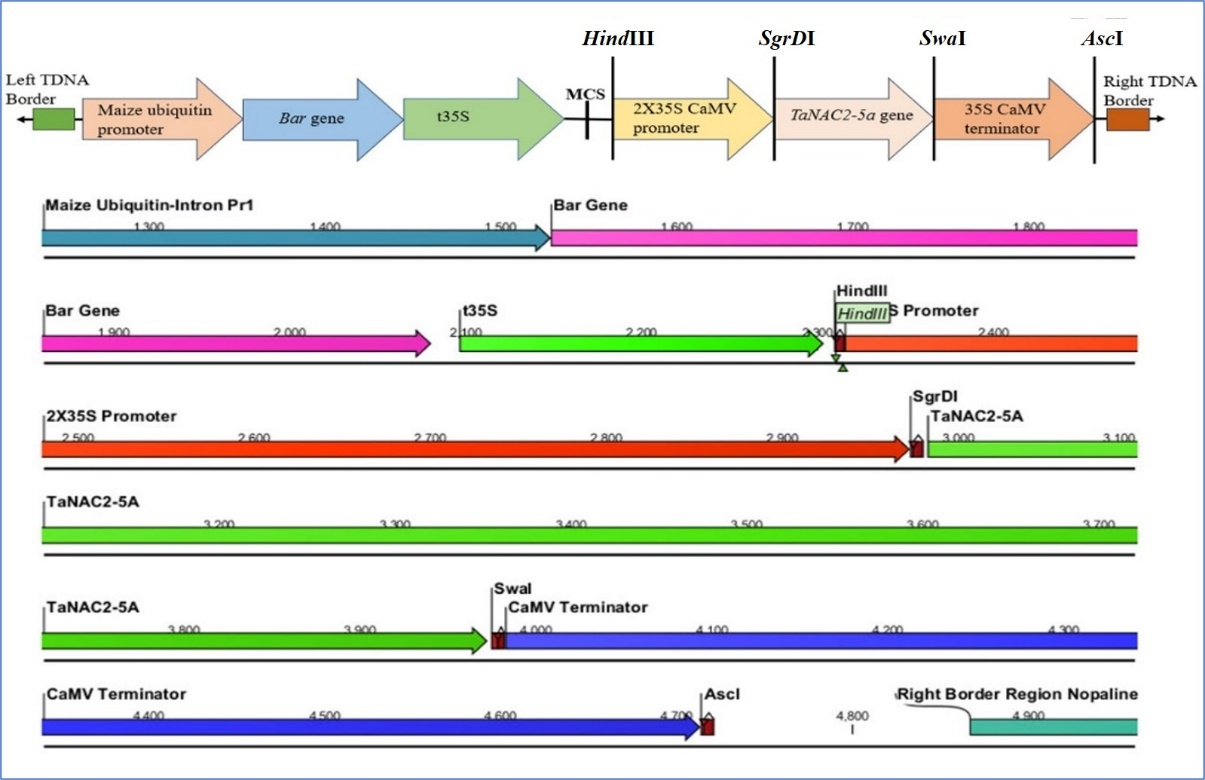 HindIII SgrDI SwaI AscI
Left TDNA
Border
Maize ubiquitin
promoter
Bar gene
t35S
MCS
2X35S CaMV
promoter
TaNAC2-5a gene
35S CaMV
terminator
Right TDNA
Border
Maize Ubiquitin-Intron Pr1 Bar Gene
1.300 1.400 1.500 1.600 1.700 1.800
HindIII
Bar Gene t35S HindIII S Promoter
1.900 2.000 2.100 2.200 2.300 2.400
SgrDI
2X35S Promoter TaNAC2-5A
2.500 2.600 2.700 2.800 2.900 3.000 3.100
TaNAC2-5A
3.200 3.300 3.400 3.500 3.600 3.700
SwaI
TaNAC2-5A CaMV Terminator
3.800 3.900 4.000 4.100 4.200 4.300
CaMV Terminator AscI Right Border Region Nopaline
4.400 4.500 4.600 4.700 4,800 4.900